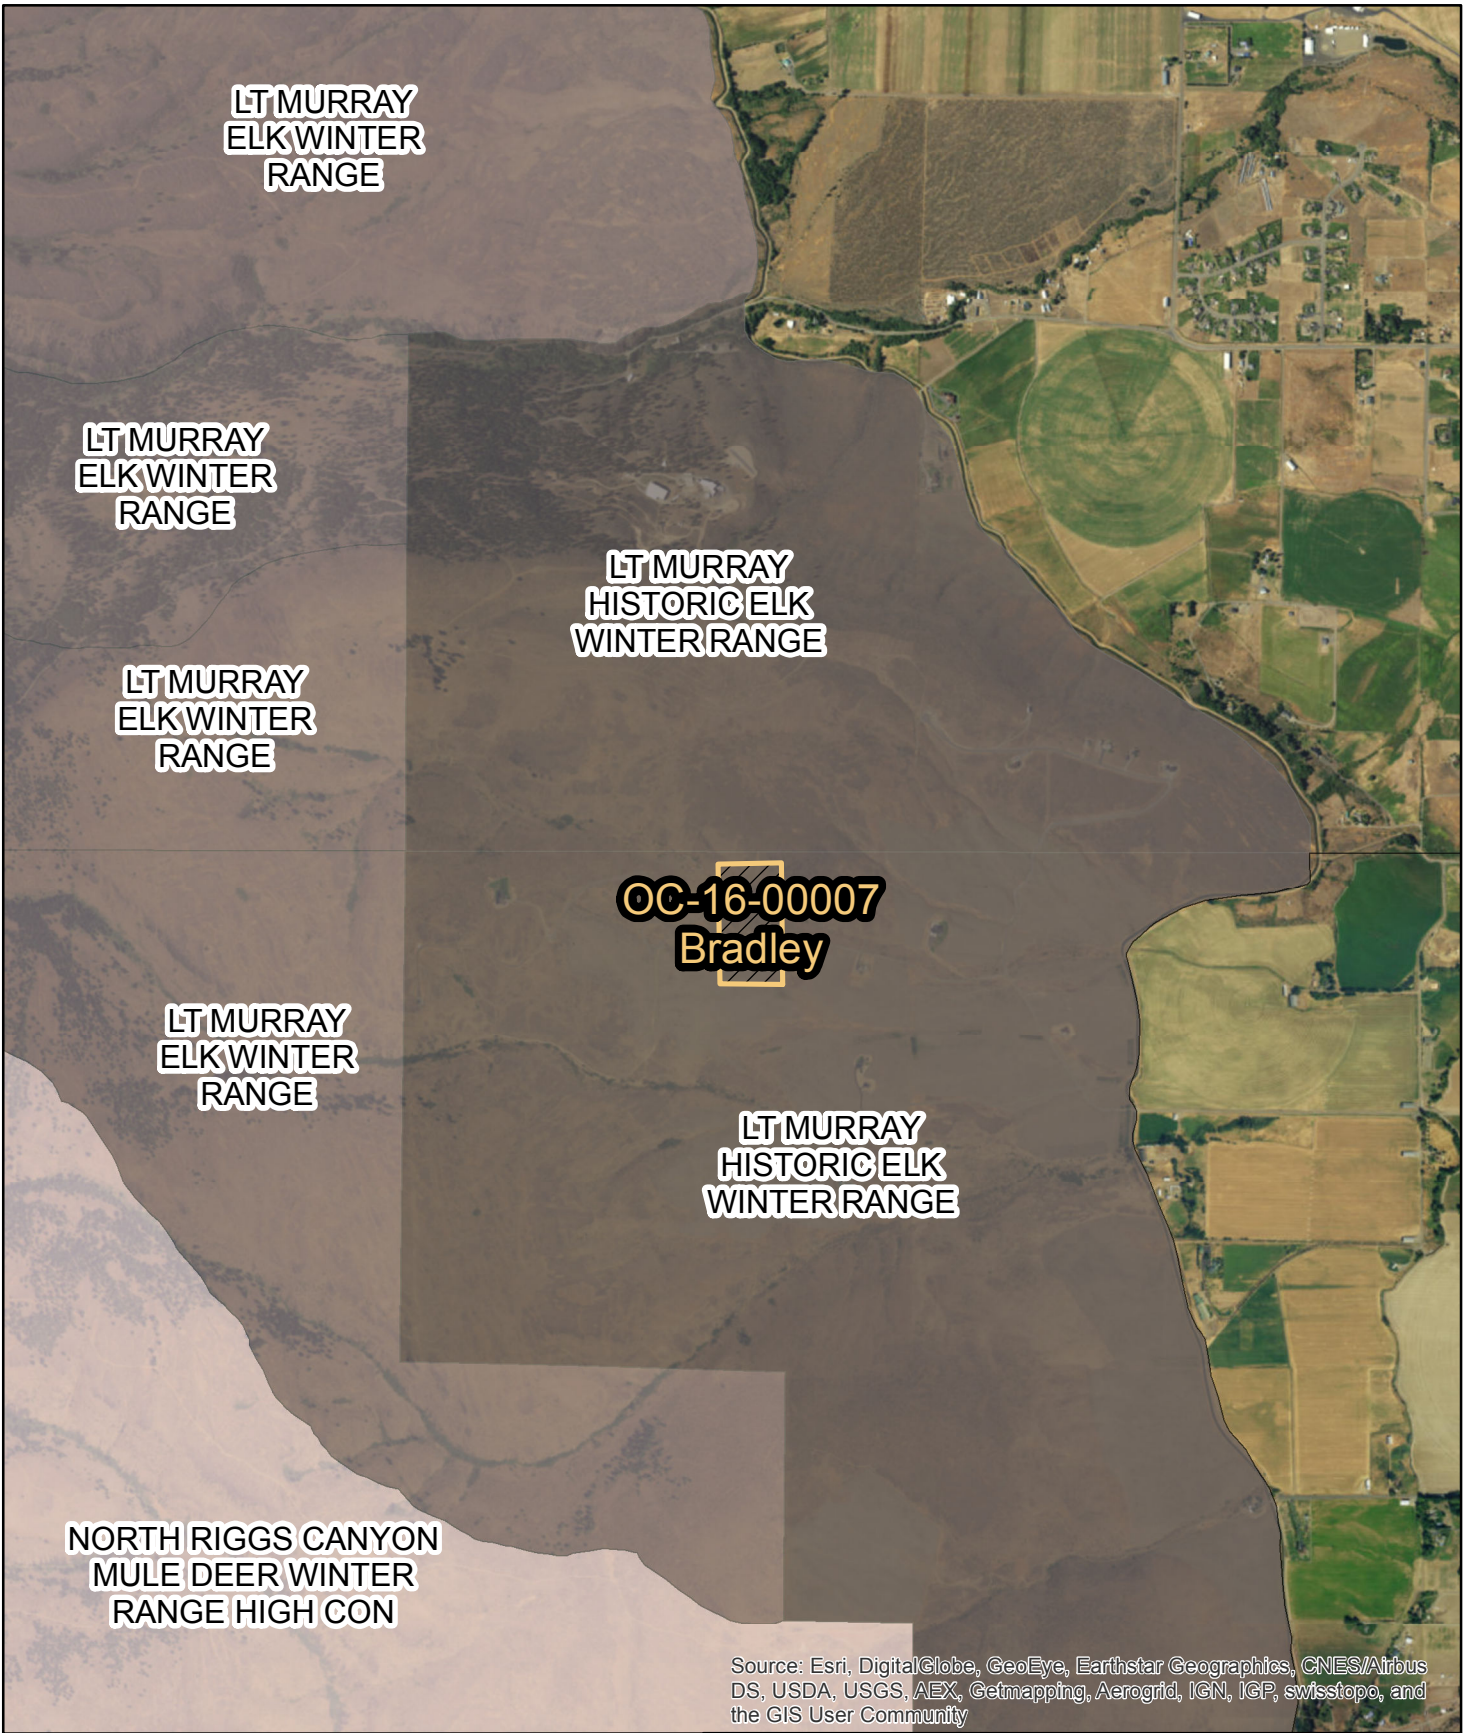 LT MURRAY
ELK WINTER
RANGE
LT MURRAY
ELK WINTER
RANGE
LT MURRAY
HISTORIC ELK
WINTER RANGE
LT MURRAY
ELK WINTER
RANGE
OC-16-00007
Bradley
LT MURRAY
ELK WINTER
RANGE
LT MURRAY
HISTORIC ELK
WINTER RANGE
NORTH RIGGS CANYON
MULE DEER WINTER
RANGE HIGH CON
Source: Esri, DigitalGlobe, GeoEye, Earthstar Geographics, CNES/Airbus
DS, USDA, USGS, AEX, Getmapping, Aerogrid, IGN, IGP, swisstopo, and
the GIS User Community